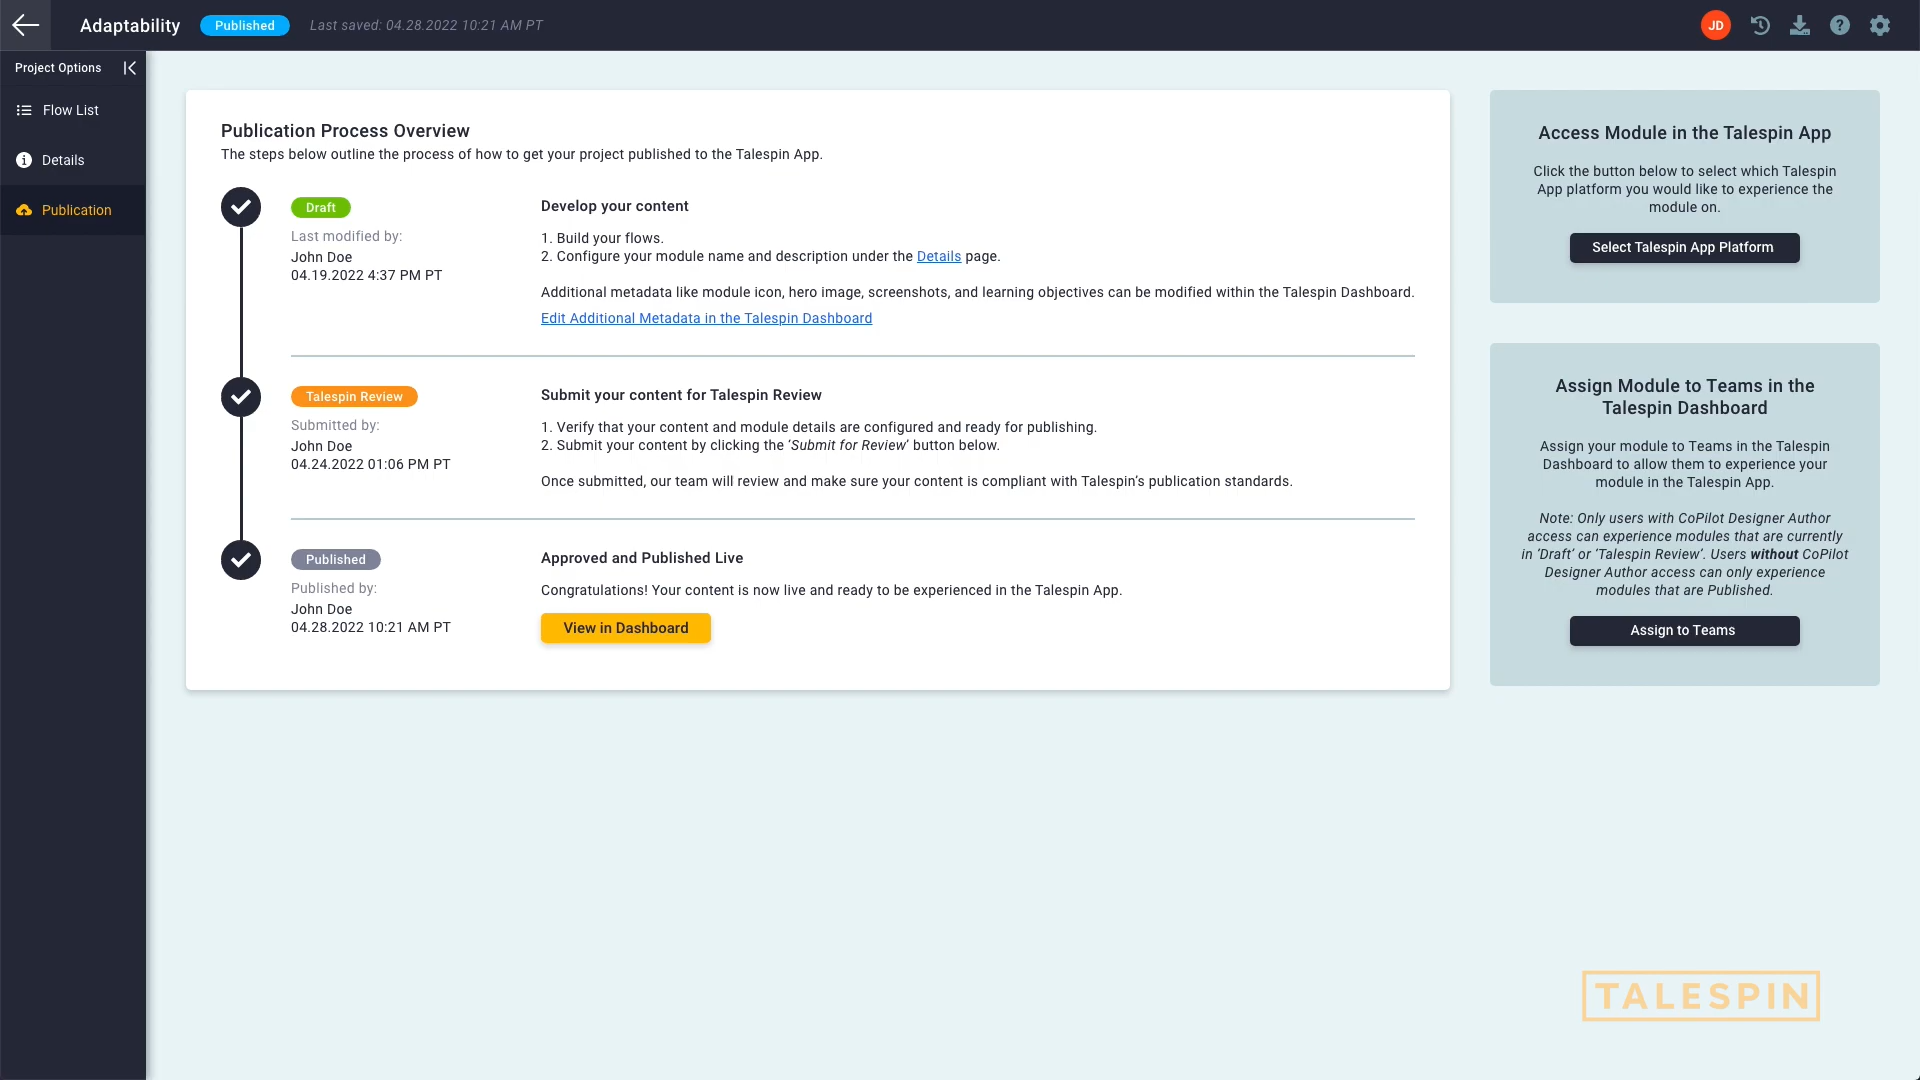 Adaptability
Published
Last saved: 04.28.2022 10:21 AM PT
JD
Project Options
Flow List
Details
Publication
Publication Process Overview
The steps below outline the process of how to get your project published to the Talespin App.
Draft
Last modified by:
John Doe
04.19.2022 4:37 PM PT
Develop your content
1. Build your flows.
2. Configure your module name and description under the Details page.
Additional metadata like module icon, hero image, screenshots, and learning objectives can be modified within the Talespin Dashboard.
Edit Additional Metadata in the Talespin Dashboard
Talespin Review
Submitted by:
John Doe
04.24.2022 01:06 PM PT
Submit your content for Talespin Review
1. Verify that your content and module details are configured and ready for publishing.
2. Submit your content by clicking the ‘Submit for Review’ button below.
Once submitted, our team will review and make sure your content is compliant with Talespin’s publication standards.
Published
Published by:
John Doe
04.28.2022 10:21 AM PT
Approved and Published Live
Congratulations! Your content is now live and ready to be experienced in the Talespin App.
View in Dashboard
Access Module in the Talespin App
Click the button below to select which Talespin
App platform you would like to experience the
module on.
Select Talespin App Platform
Assign Module to Teams in the
Talespin Dashboard
Assign your module to Teams in the Talespin
Dashboard to allow them to experience your
module in the Talespin App.
Note: Only users with CoPilot Designer Author
access can experience modules that are currently
in ‘Draft’ or ‘Talespin Review’. Users without CoPilot
Designer Author access can only experience
modules that are Published.
Assign to Teams
TALESPIN